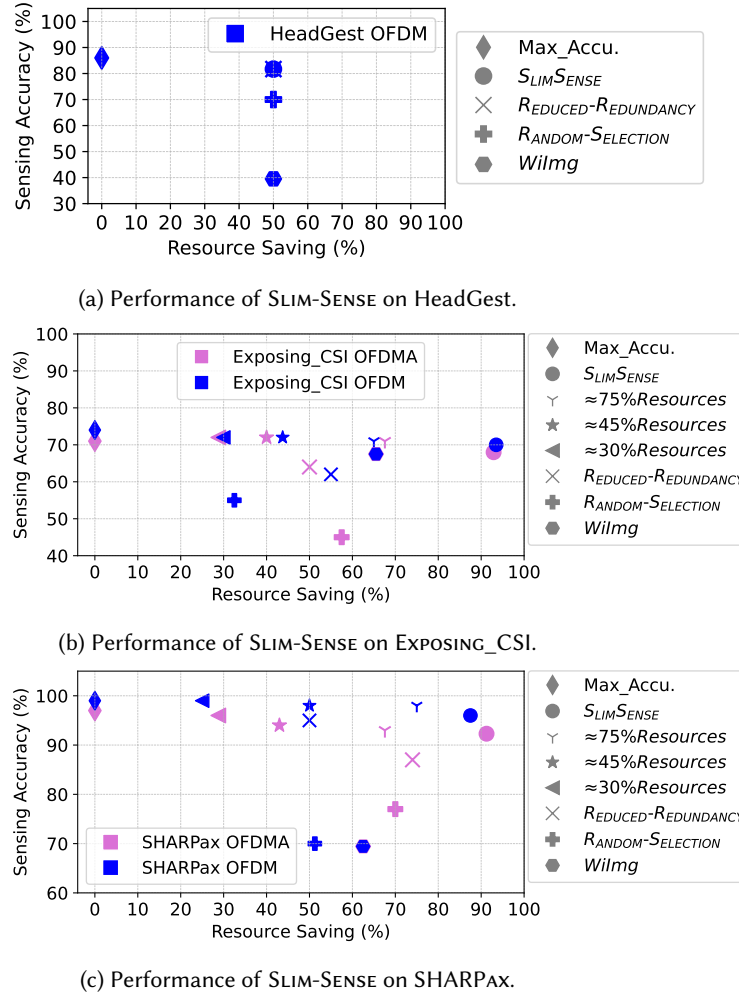 Sensing Accuracy (%)
100
90
80
70
60
50
40
30
HeadGest OFDM
0 10 20 30 40 50 60 70 80 90 100
Resource Saving (%)
Max_Accu.
SLIMSENSE
REDUCED-REDUNDANCY
RANDOM-SELECTION
WiImg
(a) Performance of SLIM-SENSE on HeadGest.
Sensing Accuracy (%)
100
90
80
70
60
50
40
Exposing_CSI OFDMA
Exposing_CSI OFDM
0 10 20 30 40 50 60 70 80 90 100
Resource Saving (%)
Max_Accu.
SLIMSENSE
≈75%Resources
≈45%Resources
≈30%Resources
REDUCED-REDUNDANCY
RANDOM-SELECTION
WiImg
(b) Performance of SLIM-SENSE on EXPOSING_CSI.
Sensing Accuracy (%)
100
90
80
70
60
SHARPax OFDMA
SHARPax OFDM
0 10 20 30 40 50 60 70 80 90 100
Resource Saving (%)
Max_Accu.
SLIMSENSE
≈75%Resources
≈45%Resources
≈30%Resources
REDUCED-REDUNDANCY
RANDOM-SELECTION
WiImg
(c) Performance of SLIM-SENSE on SHARPAX.